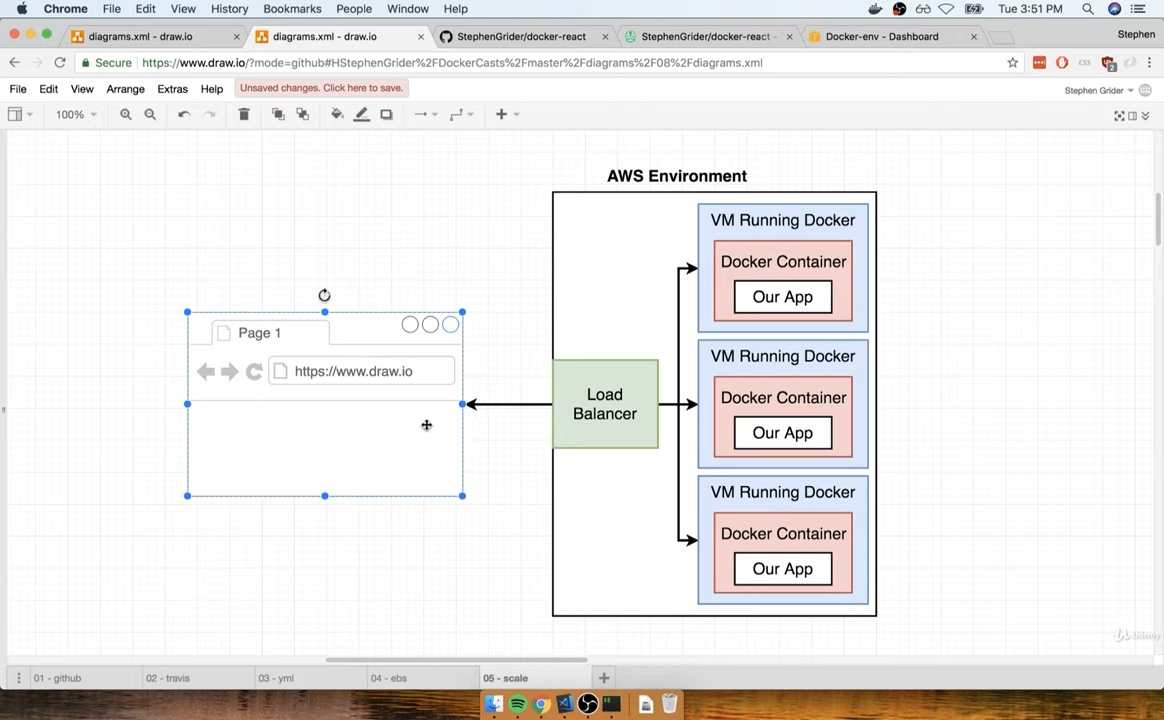 Chrome File Edit View History Bookmarks People Window Help Tue 3:51 PM
diagrams.xml - draw.io diagrams.xml - draw.io StephenGrider/docker-react StephenGrider/docker-react - Docker-env - Dashboard Stephen
Secure https://www.draw.io/?mode=github#HStephenGrider%2FDockerCasts%2Fmaster%2Fdiagrams%2F08%2Fdiagrams.xml
File Edit View Arrange Extras Help Unsaved changes. Click here to save. Stephen Grider
100%
AWS Environment
VM Running Docker
Docker Container
Our App
Page 1
https://www.draw.io
Load
Balancer
VM Running Docker
Docker Container
Our App
VM Running Docker
Docker Container
Our App
Udemy
01 - github 02 - travis 03 - yml 04 - ebs 05 - scale